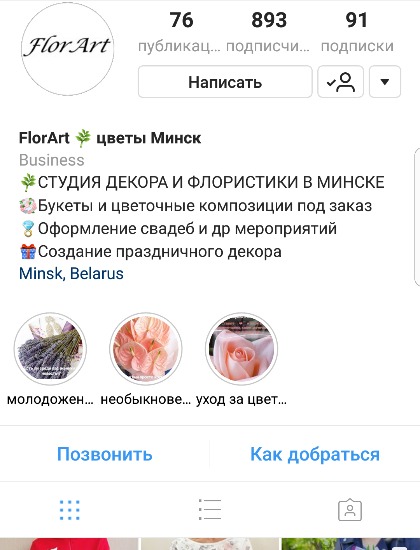 FlorArt
76 893 91
публикац... подписчи... подписки
Написать
FlorArt 🌿 цветы Минск
Business
🌿СТУДИЯ ДЕКОРА И ФЛОРИСТИКИ В МИНСКЕ
💐Букеты и цветочные композиции под заказ
💍Оформление свадеб и др мероприятий
🎁Создание праздничного декора
Minsk, Belarus
молодожен... необыкнове... уход за цвет...
Позвонить Как добраться